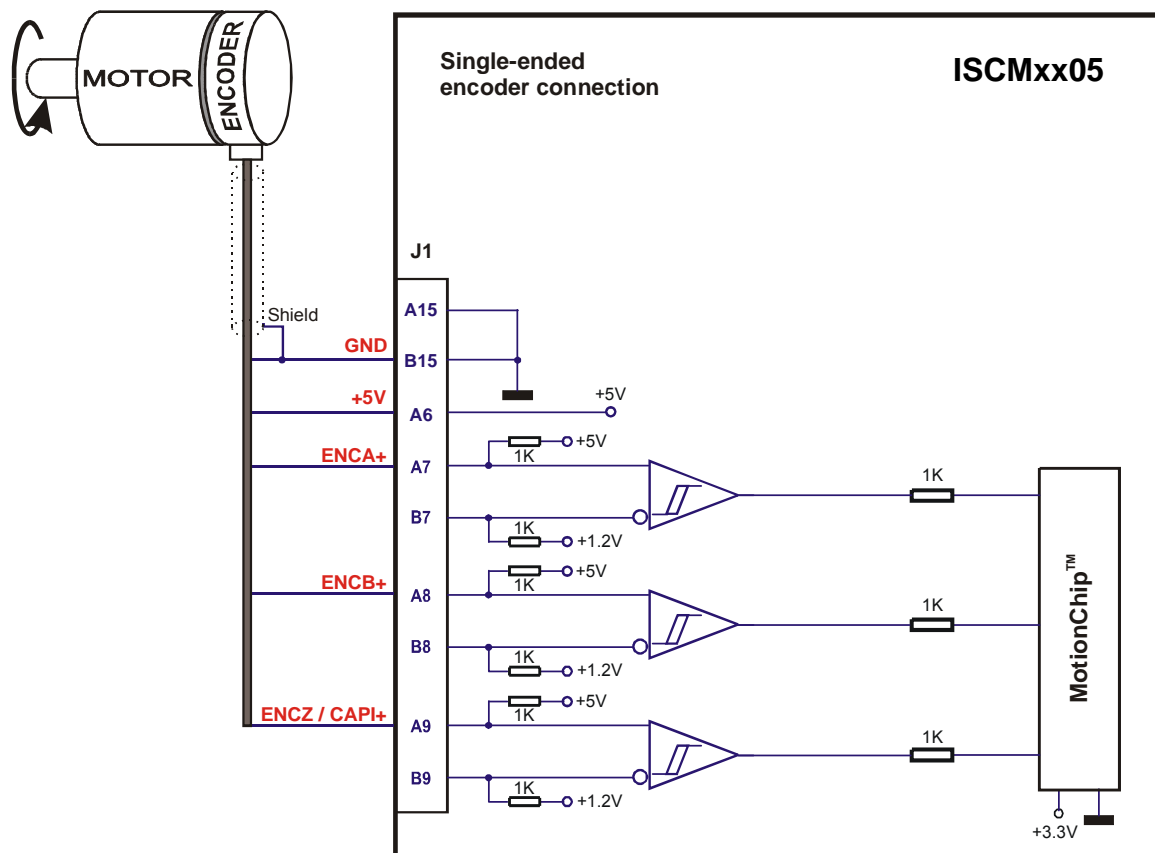 Single-ended
encoder connection
ISCMxx05
MOTOR
ENCODER
J1
Shield
GND
+5V
ENCA+
ENCB+
ENCZ / CAPI+
A15
B15
A6
A7
B7
A8
B8
A9
B9
+5V
+5V
1K
1K
+1.2V
+5V
1K
1K
+1.2V
+5V
1K
1K
+1.2V
1K
1K
1K
MotionChip™
+3.3V